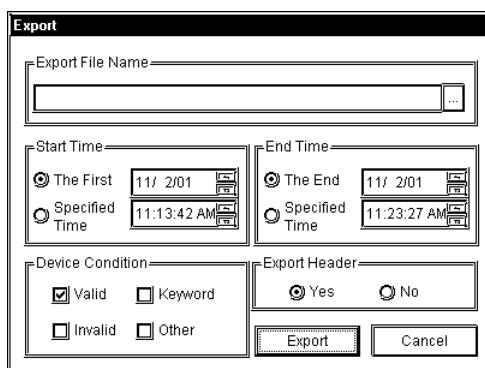 Export
Export File Name
...
Start Time
The First
11/ 2/01
Specified Time
11:13:42 AM
End Time
The End
11/ 2/01
Specified Time
11:23:27 AM
Device Condition
Valid
Keyword
Invalid
Other
Export Header
Yes
No
Export
Cancel